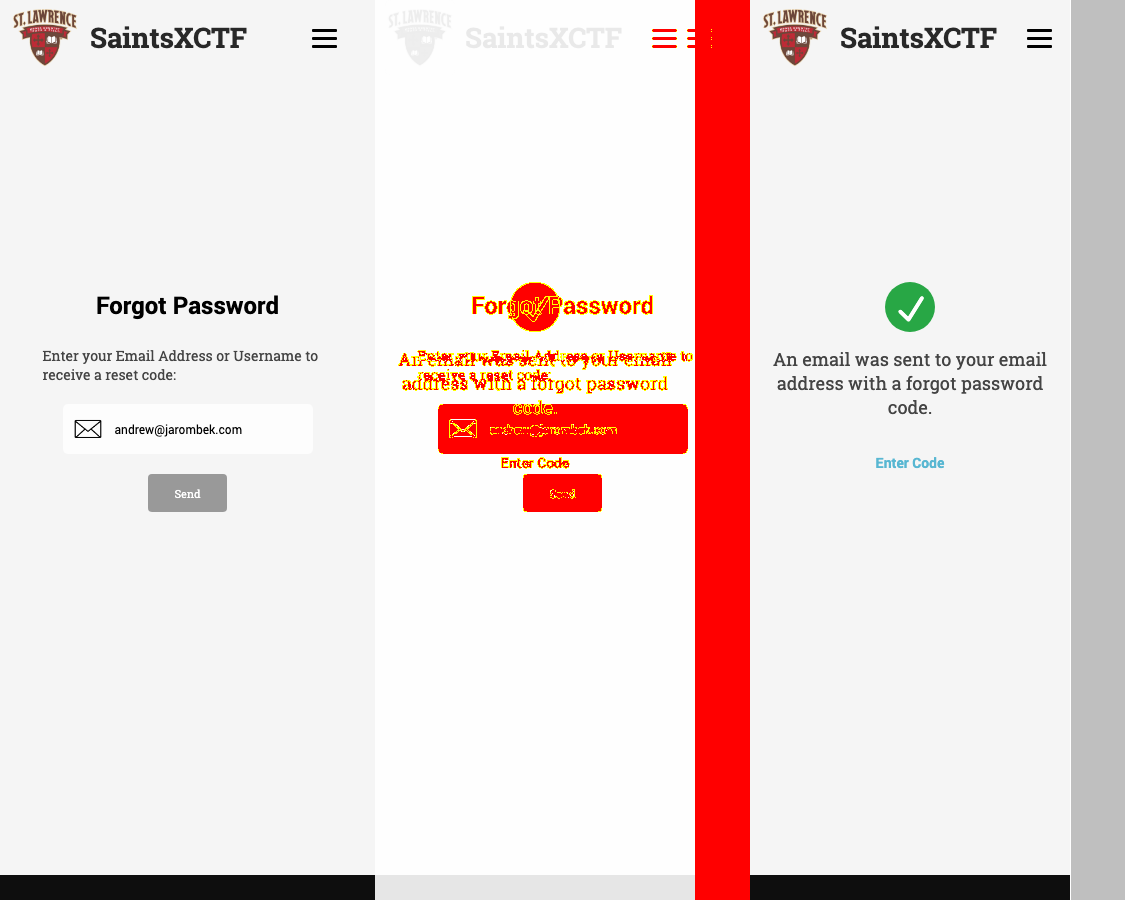 ST. LAWRENCE
SaintsXCTF
Forgot Password
Enter your Email Address or Username to
receive a reset code:
andrew@jarombek.com
Send
ST. LAWRENCE
SaintsXCTF
Forgot Password
Enter your Email Address or Username to
An email was sent to your email
receive a reset code:
address with a forgot password
code.
andrew@jarombek.com
Enter Code
Send
ST. LAWRENCE
SaintsXCTF
An email was sent to your email
address with a forgot password
code.
Enter Code